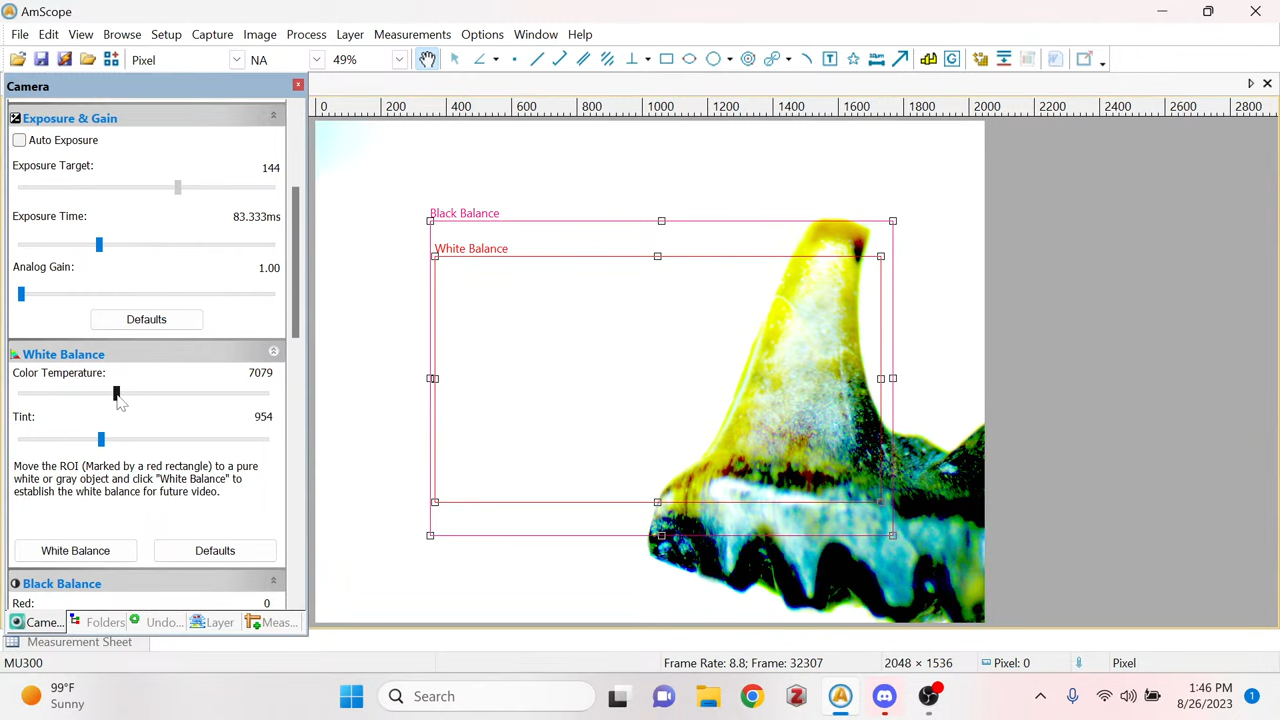 AmScope
File Edit View Browse Setup Capture Image Process Layer Measurements Options Window Help
Pixel NA 49%
Camera
0 200 400 600 800 1000 1200 1400 1600 1800 2000 2200 2400 2600 2800
Exposure & Gain
Auto Exposure
Exposure Target: 144
Exposure Time: 83.333ms
Analog Gain: 1.00
Defaults
White Balance
Color Temperature: 7079
Tint: 954
Move the ROI (Marked by a red rectangle) to a pure
white or gray object and click "White Balance" to
establish the white balance for future video.
White Balance Defaults
Black Balance
Red: 0
Came... Folders Undo... Layer Meas...
Black Balance
White Balance
Measurement Sheet
MU300 Frame Rate: 8.8; Frame: 32307 2048 × 1536 Pixel: 0 Pixel
99°F
Sunny
Search
1:46 PM
8/26/2023
1